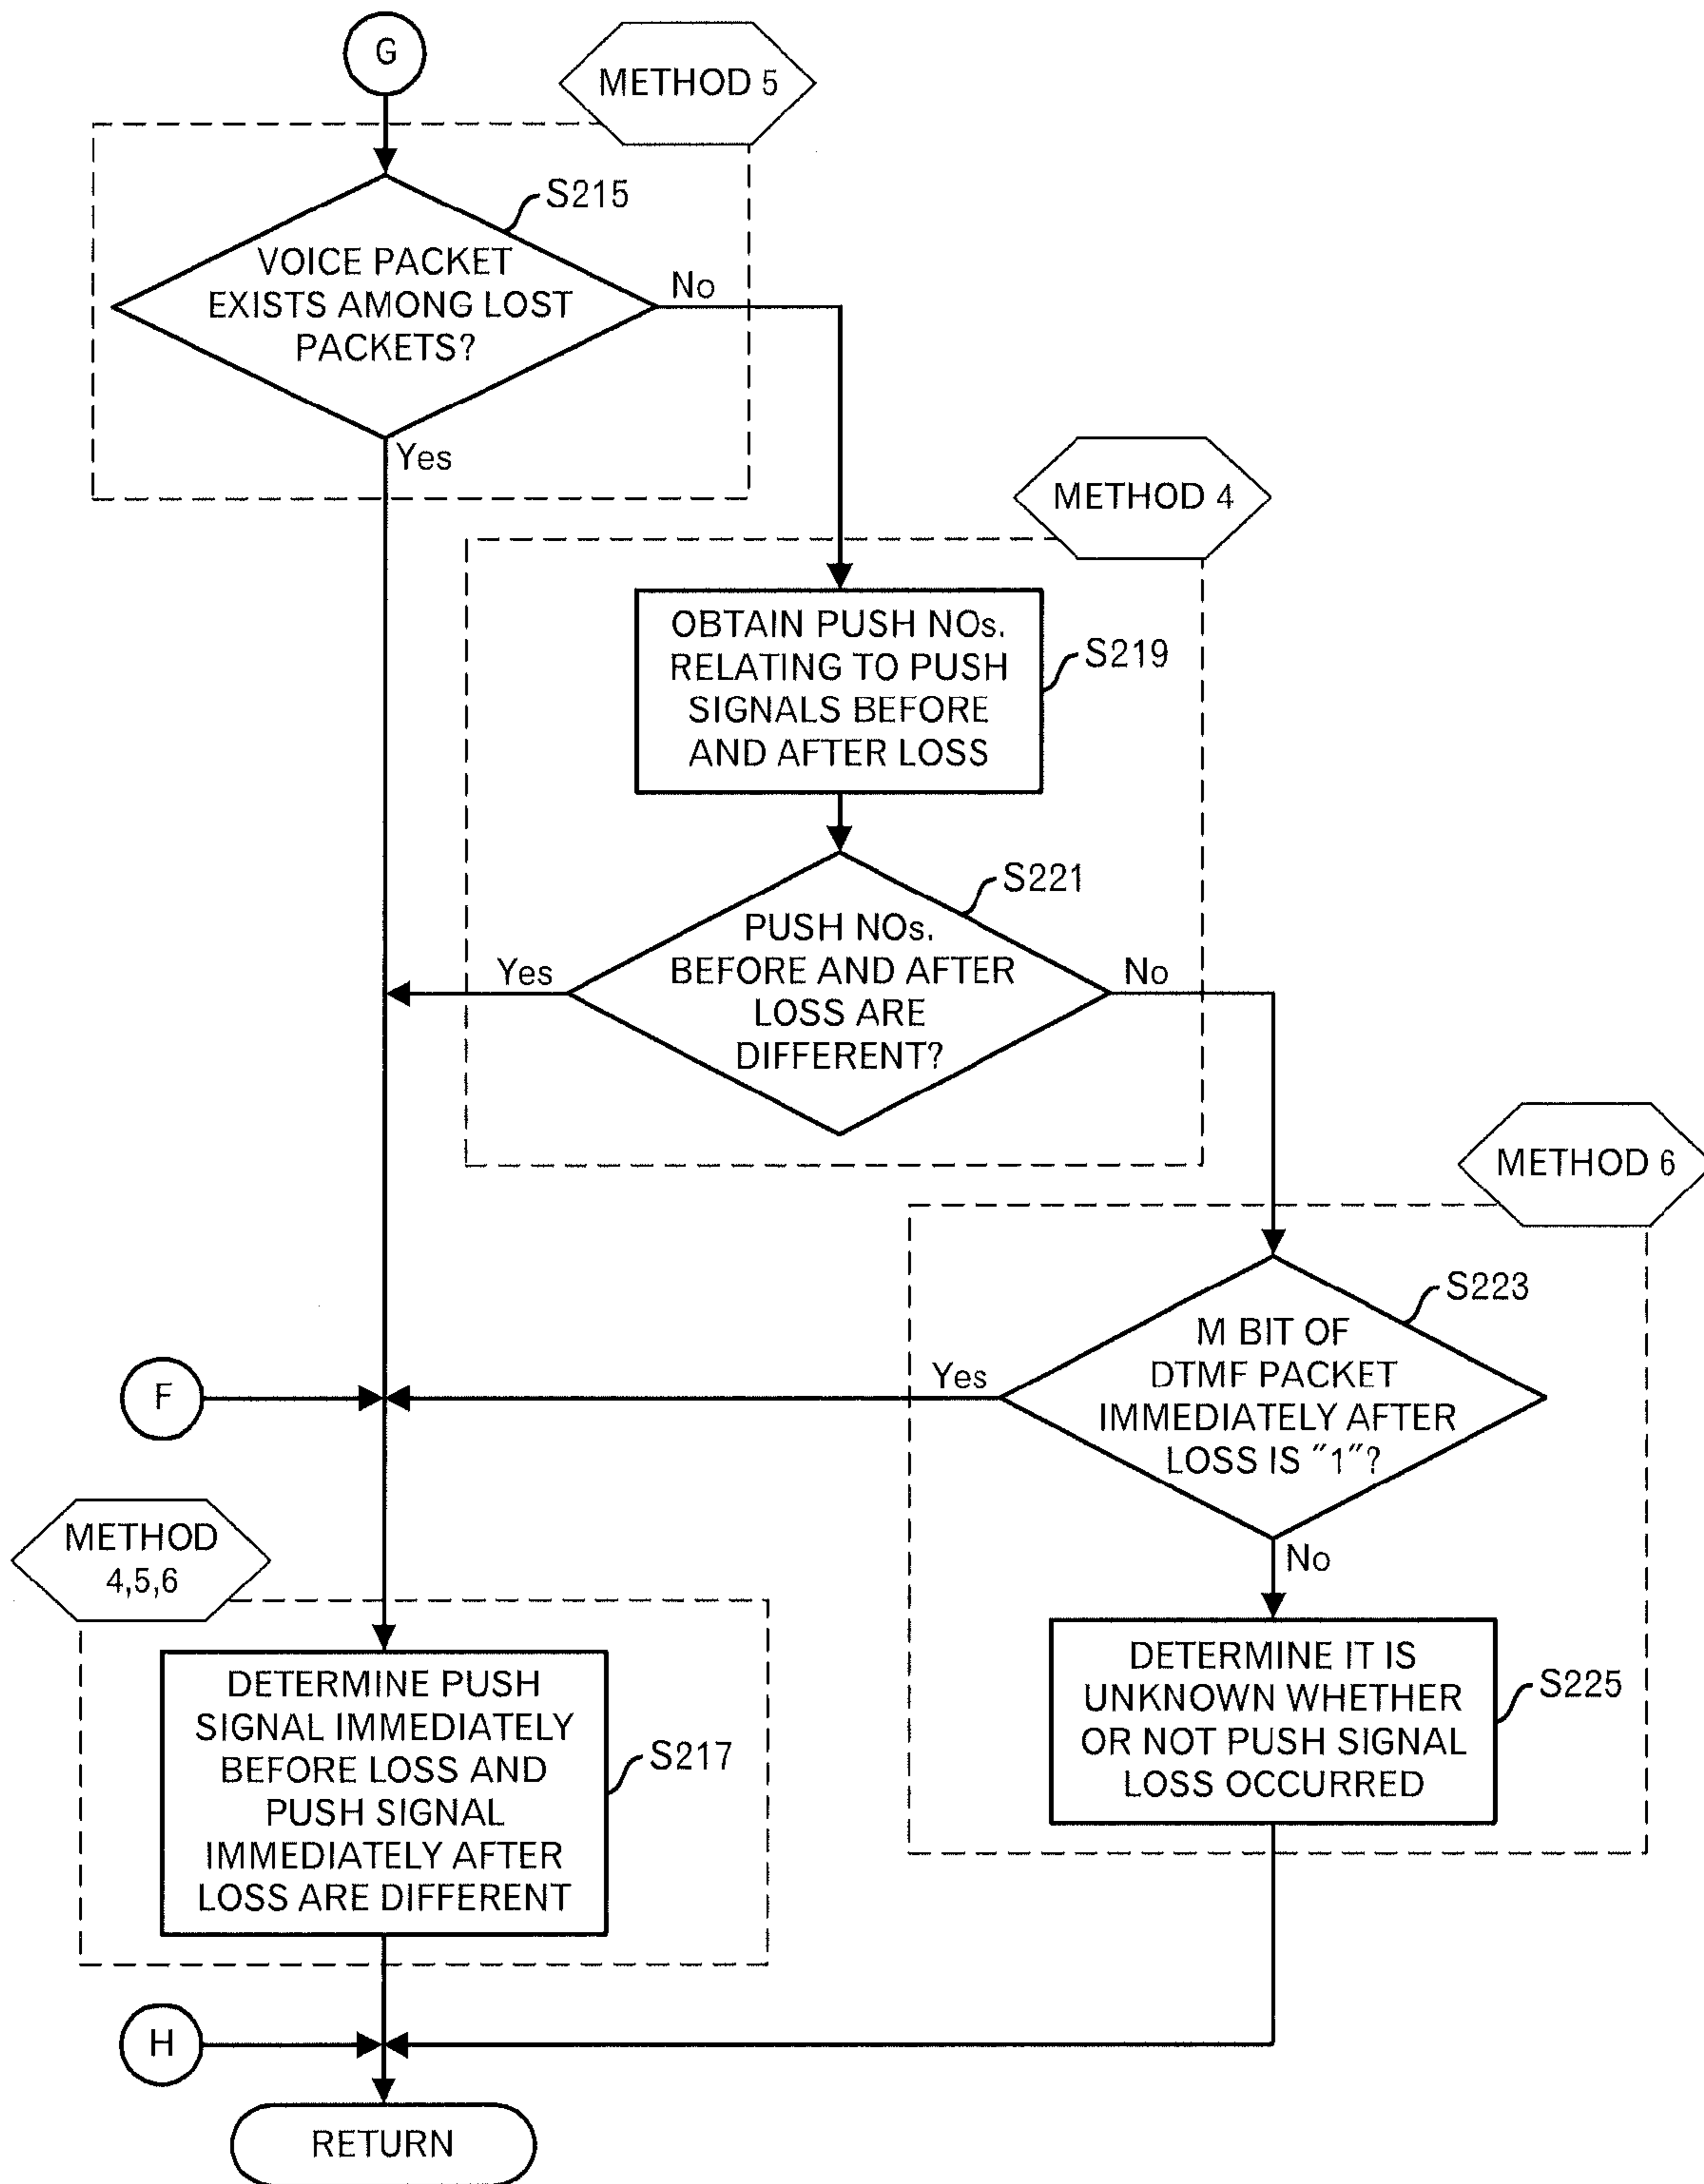 G
METHOD 5
S215
VOICE PACKET
EXISTS AMONG LOST
PACKETS?
No
Yes
METHOD 4
OBTAIN PUSH NOs.
RELATING TO PUSH
SIGNALS BEFORE
AND AFTER LOSS
S219
S221
PUSH NOs.
BEFORE AND AFTER
LOSS ARE
DIFFERENT?
Yes
No
METHOD 6
S223
M BIT OF
DTMF PACKET
IMMEDIATELY AFTER
LOSS IS "1"?
Yes
No
F
METHOD
4,5,6
DETERMINE PUSH
SIGNAL IMMEDIATELY
BEFORE LOSS AND
PUSH SIGNAL
IMMEDIATELY AFTER
LOSS ARE DIFFERENT
S217
DETERMINE IT IS
UNKNOWN WHETHER
OR NOT PUSH SIGNAL
LOSS OCCURRED
S225
H
RETURN